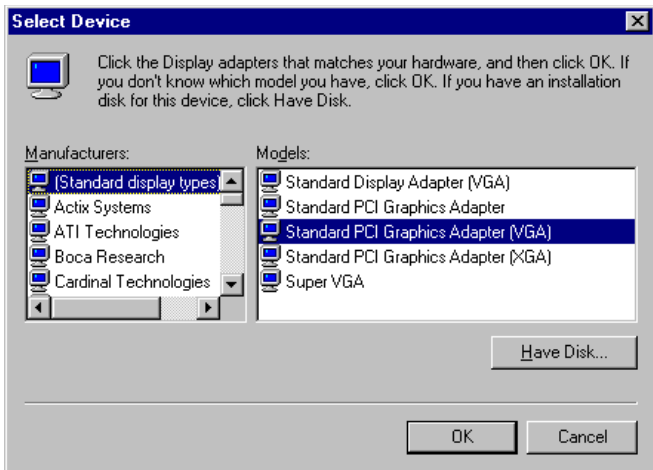 Select Device
Click the Display adapters that matches your hardware, and then click OK. If
you don't know which model you have, click OK. If you have an installation
disk for this device, click Have Disk.
Manufacturers:
(Standard display types)
Actix Systems
ATI Technologies
Boca Research
Cardinal Technologies
Models:
Standard Display Adapter (VGA)
Standard PCI Graphics Adapter
Standard PCI Graphics Adapter (VGA)
Standard PCI Graphics Adapter (XGA)
Super VGA
Have Disk...
OK
Cancel